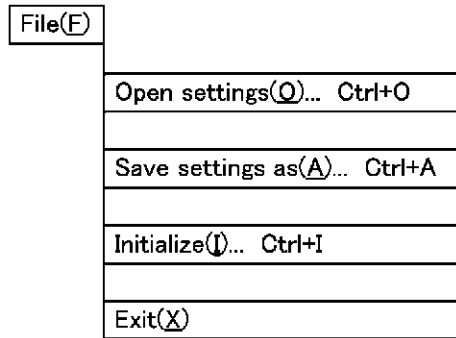 File(F)
Open settings(O)... Ctrl+O
Save settings as(A)... Ctrl+A
Initialize(I)... Ctrl+I
Exit(X)